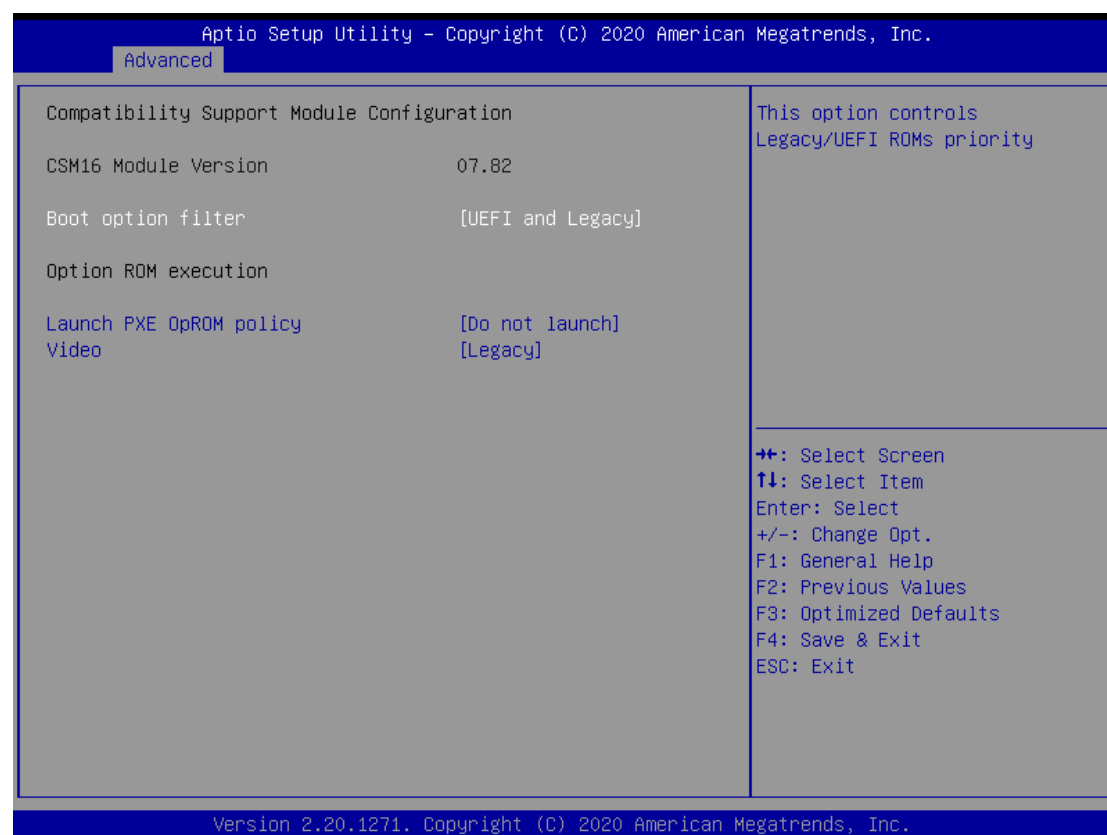 Aptio Setup Utility – Copyright (C) 2020 American Megatrends, Inc.
Advanced
Compatibility Support Module Configuration
CSM16 Module Version 07.82
Boot option filter [UEFI and Legacy]
Option ROM execution
Launch PXE OpROM policy [Do not launch]
Video [Legacy]
This option controls
Legacy/UEFI ROMs priority
→←: Select Screen
↑↓: Select Item
Enter: Select
+/-: Change Opt.
F1: General Help
F2: Previous Values
F3: Optimized Defaults
F4: Save & Exit
ESC: Exit
Version 2.20.1271. Copyright (C) 2020 American Megatrends, Inc.